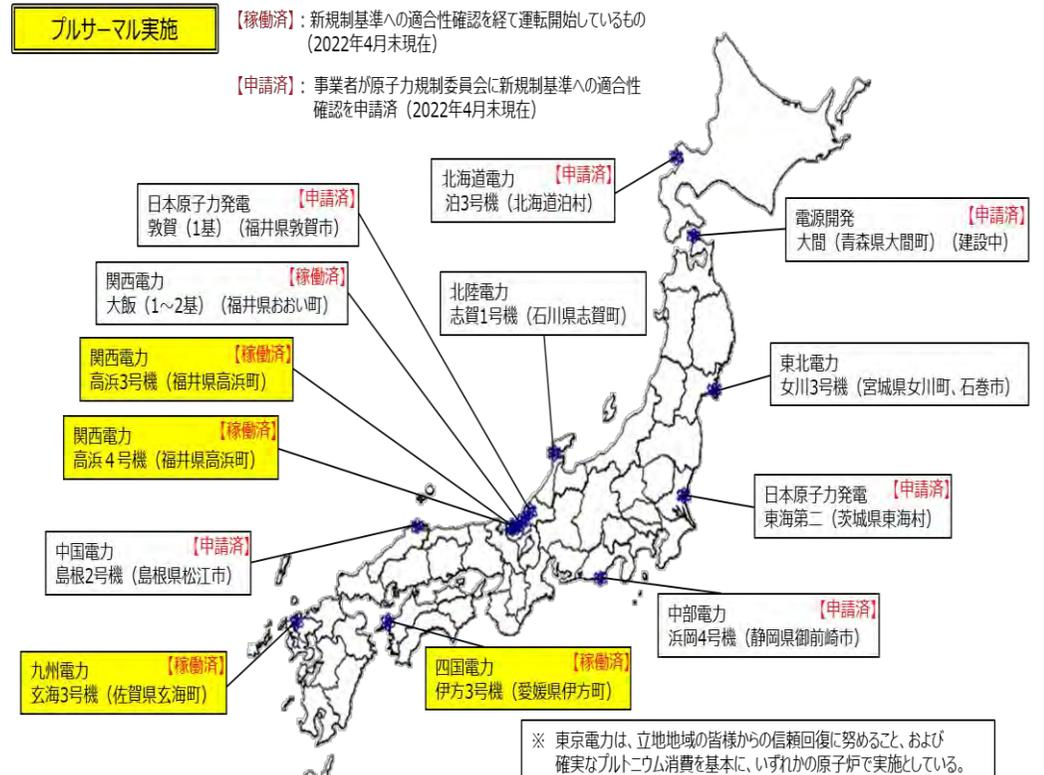 プルサーマル実施
【稼働済】：新規制基準への適合性確認を経て運転開始しているもの
（2022年4月末現在）
【申請済】：事業者が原子力規制委員会に新規制基準への適合性
確認を申請済（2022年4月末現在）
北海道電力 【申請済】
泊3号機（北海道泊村）
日本原子力発電 【申請済】
敦賀（1基）（福井県敦賀市）
電源開発 【申請済】
大間（青森県大間町）（建設中）
関西電力 【稼働済】
大飯（1～2基）（福井県おおい町）
北陸電力
志賀1号機（石川県志賀町）
関西電力 【稼働済】
高浜3号機（福井県高浜町）
東北電力
女川3号機（宮城県女川町、石巻市）
関西電力 【稼働済】
高浜４号機（福井県高浜町）
日本原子力発電 【申請済】
東海第二（茨城県東海村）
中国電力 【申請済】
島根2号機（島根県松江市）
中部電力 【申請済】
浜岡4号機（静岡県御前崎市）
九州電力 【稼働済】
玄海3号機（佐賀県玄海町）
四国電力 【稼働済】
伊方3号機（愛媛県伊方町）
※ 東京電力は、立地地域の皆様からの信頼回復に努めること、および
確実なプルトニウム消費を基本に、いずれかの原子炉で実施としている。